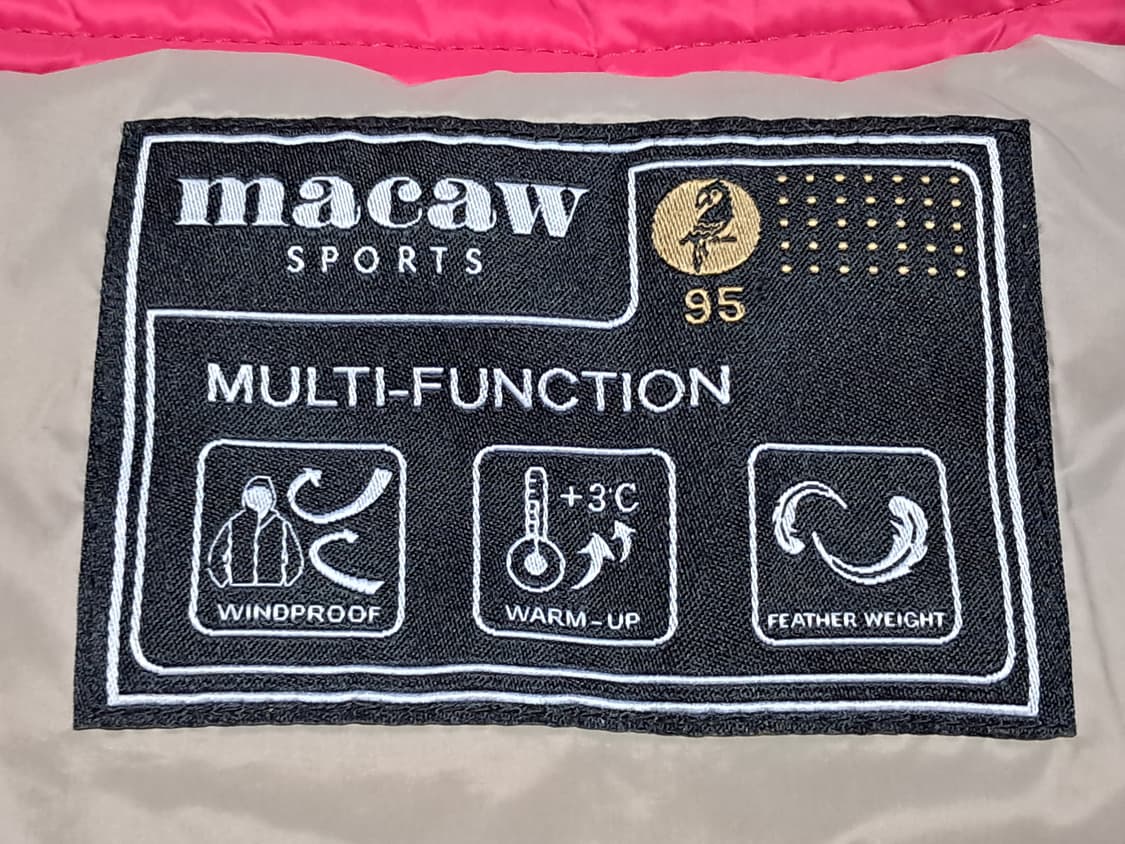 macaw
SPORTS
95
MULTI-FUNCTION
+3°C
WINDPROOF
WARM-UP
FEATHER WEIGHT